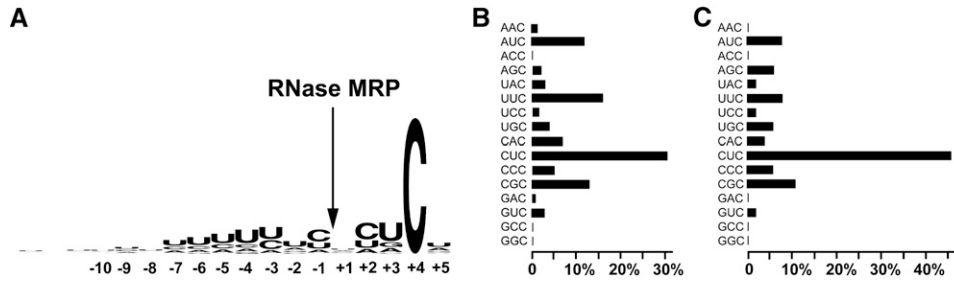 A
RNase MRP
U U U U U C U C C U C U
-10 -9 -8 -7 -6 -5 -4 -3 -2 -1 +1 +2 +3 +4 +5
B
AAC
AUC
ACC
AGC
UAC
UUC
UCC
UGC
CAC
CUC
CCC
CGC
GAC
GUC
GCC
GGC
0 10% 20% 30%
C
AAC
AUC
ACC
AGC
UAC
UUC
UCC
UGC
CAC
CUC
CCC
CGC
GAC
GUC
GCC
GGC
0 10% 20% 30% 40%